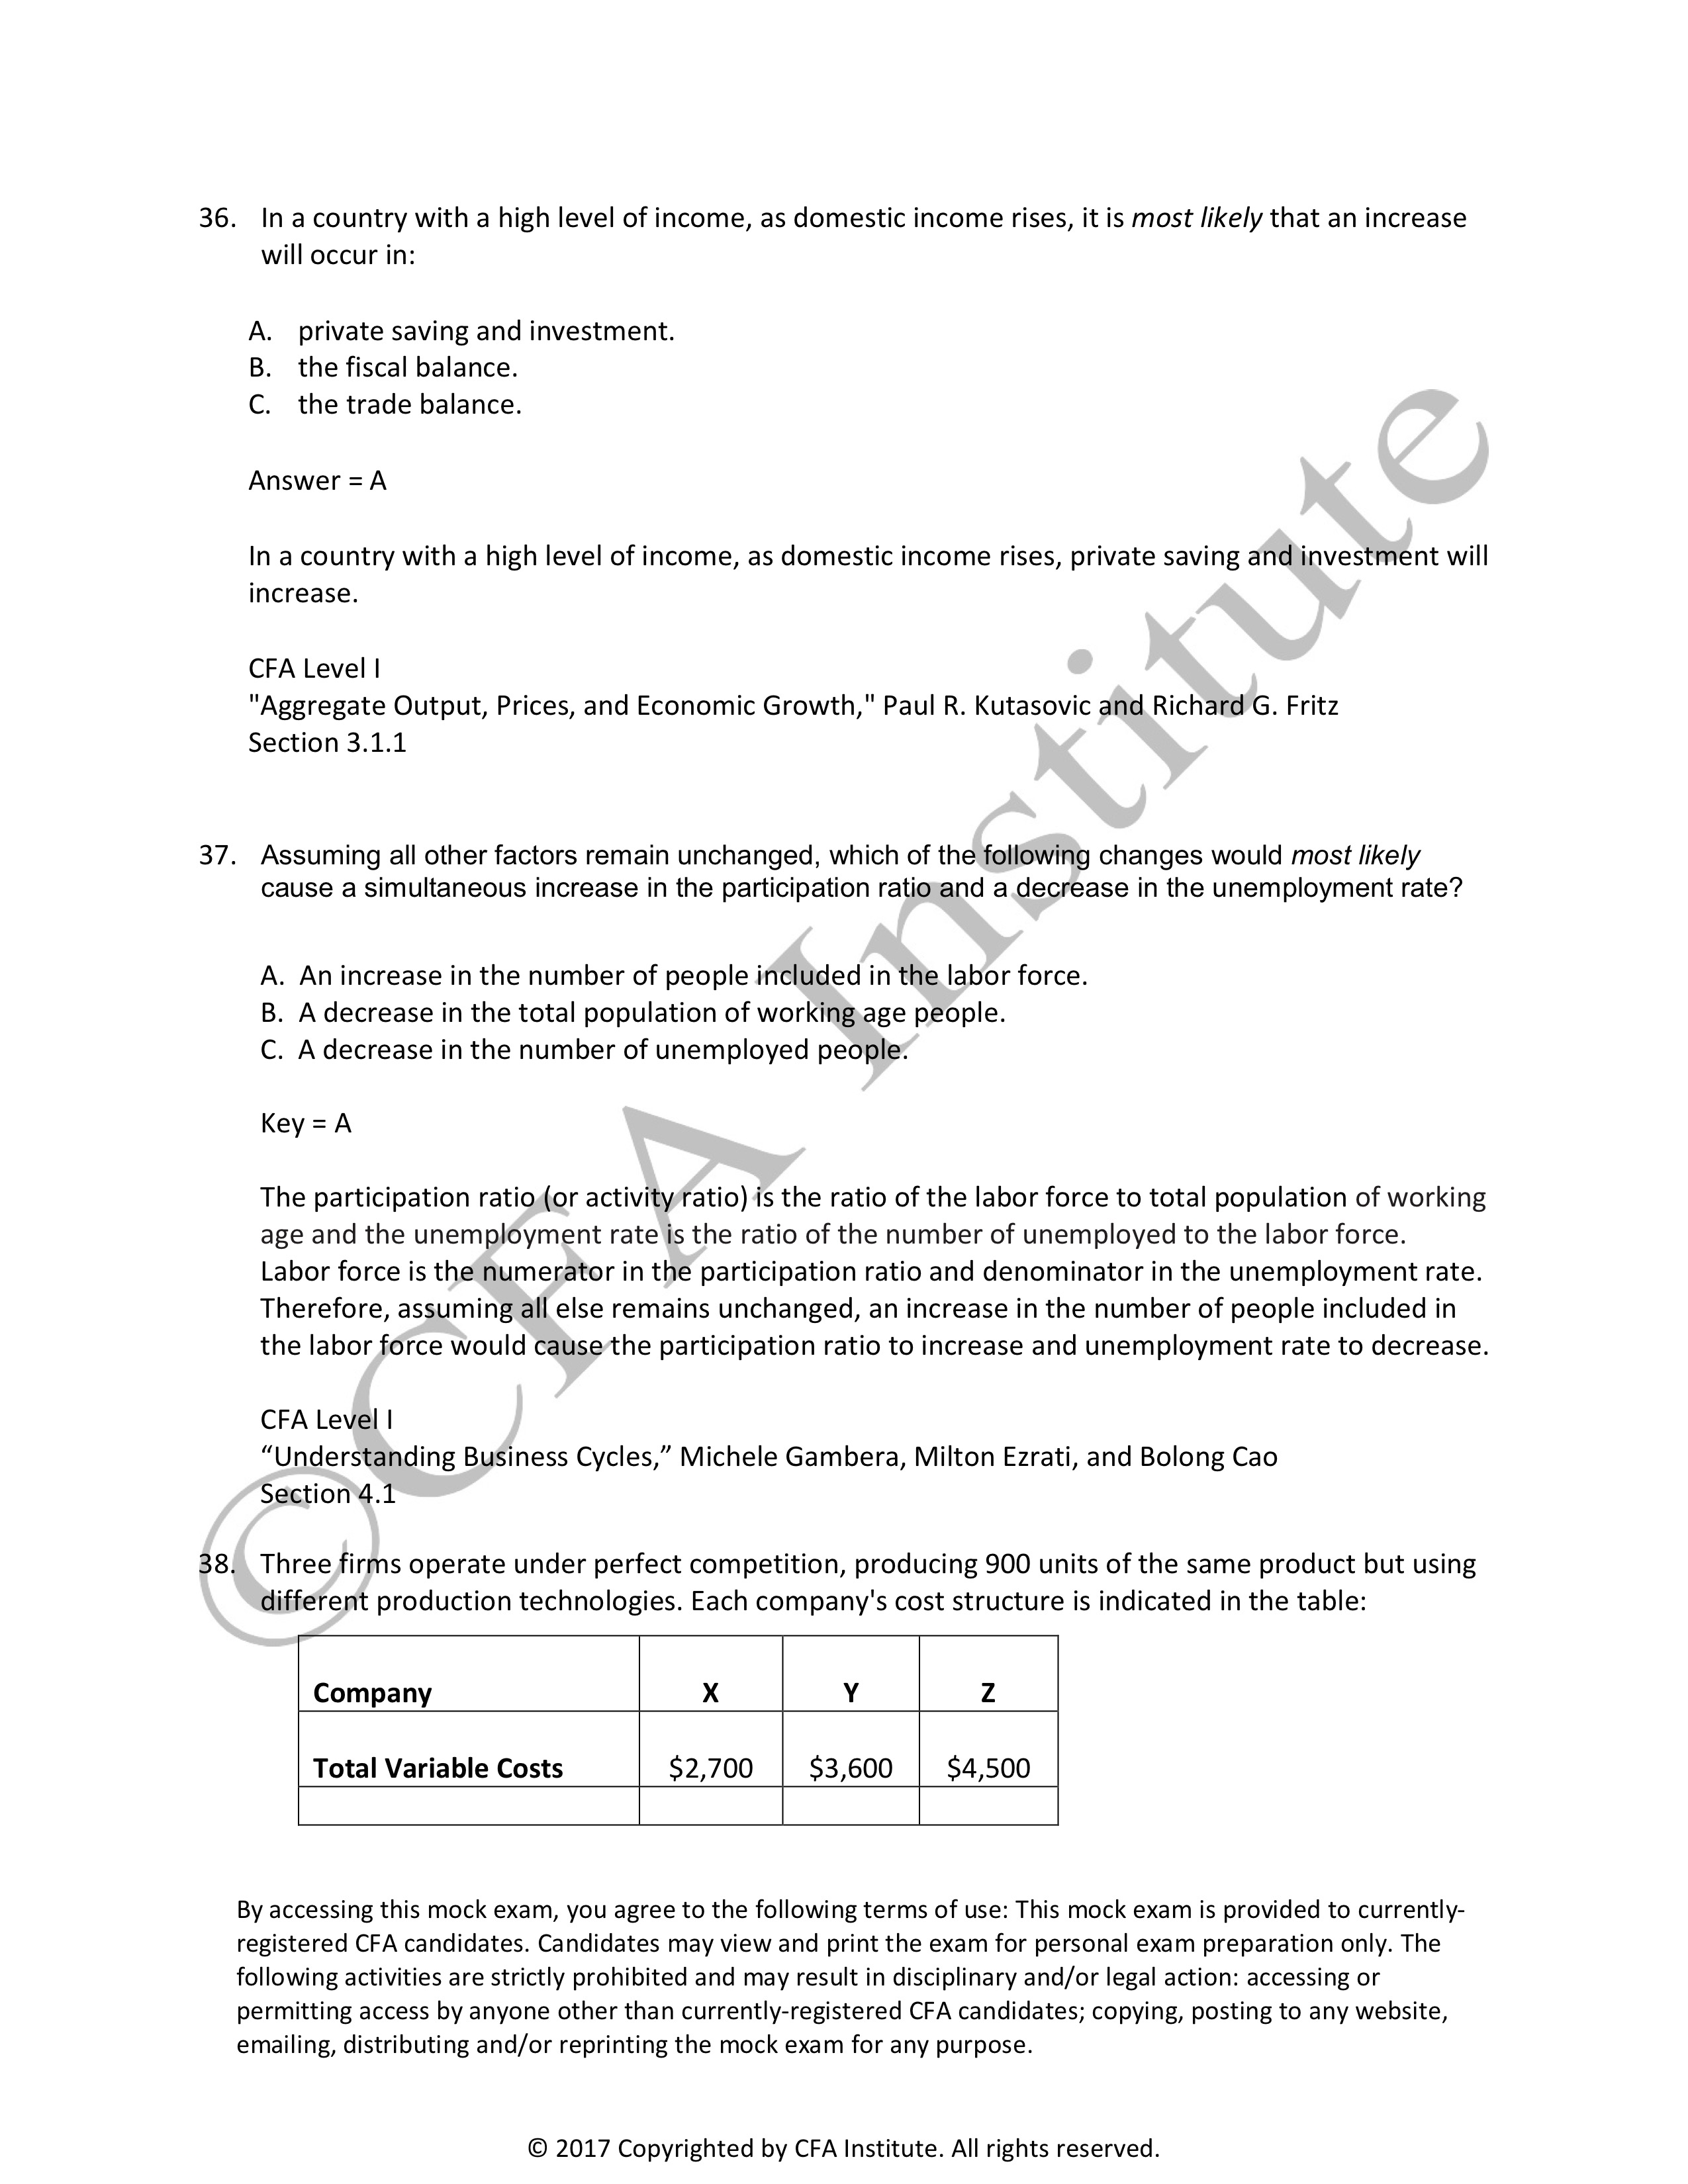 36. In a country with a high level of income, as domestic income rises, it is most likely that an increase
will occur in:
A. private saving and investment.
B. the fiscal balance.
C. the trade balance.
Answer = A
In a country with a high level of income, as domestic income rises, private saving and investment will
increase.
CFA Level I
"Aggregate Output, Prices, and Economic Growth," Paul R. Kutasovic and Richard G. Fritz
Section 3.1.1
37. Assuming all other factors remain unchanged, which of the following changes would most likely
cause a simultaneous increase in the participation ratio and a decrease in the unemployment rate?
A. An increase in the number of people included in the labor force.
B. A decrease in the total population of working age people.
C. A decrease in the number of unemployed people.
Key = A
The participation ratio (or activity ratio) is the ratio of the labor force to total population of working
age and the unemployment rate is the ratio of the number of unemployed to the labor force.
Labor force is the numerator in the participation ratio and denominator in the unemployment rate.
Therefore, assuming all else remains unchanged, an increase in the number of people included in
the labor force would cause the participation ratio to increase and unemployment rate to decrease.
CFA Level I
“Understanding Business Cycles,” Michele Gambera, Milton Ezrati, and Bolong Cao
Section 4.1
38. Three firms operate under perfect competition, producing 900 units of the same product but using
different production technologies. Each company's cost structure is indicated in the table:
Company X Y Z
Total Variable Costs $2,700 $3,600 $4,500
By accessing this mock exam, you agree to the following terms of use: This mock exam is provided to currently-
registered CFA candidates. Candidates may view and print the exam for personal exam preparation only. The
following activities are strictly prohibited and may result in disciplinary and/or legal action: accessing or
permitting access by anyone other than currently-registered CFA candidates; copying, posting to any website,
emailing, distributing and/or reprinting the mock exam for any purpose.
© 2017 Copyrighted by CFA Institute. All rights reserved.
© CFA Institute